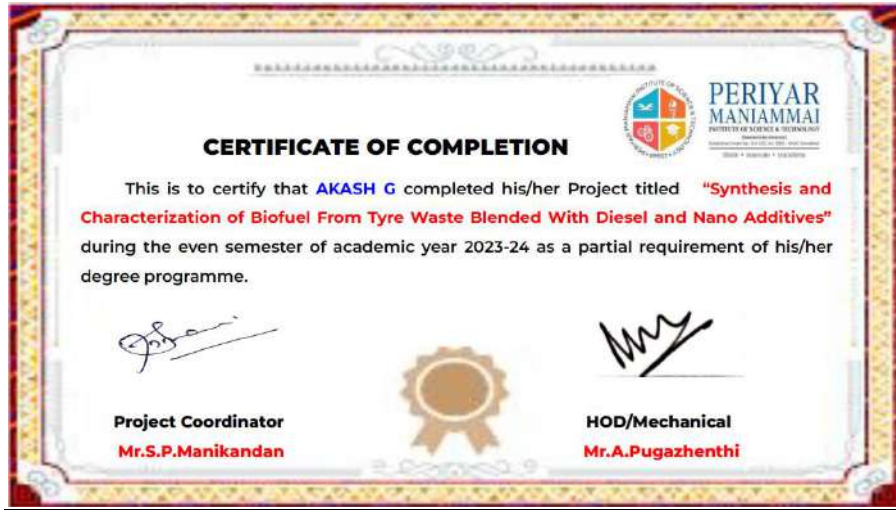 PERIYAR
MANIAMMAI
INSTITUTE OF SCIENCE & TECHNOLOGY
CERTIFICATE OF COMPLETION
This is to certify that AKASH G completed his/her Project titled “Synthesis and
Characterization of Biofuel From Tyre Waste Blended With Diesel and Nano Additives”
during the even semester of academic year 2023-24 as a partial requirement of his/her
degree programme.
Project Coordinator
Mr.S.P.Manikandan
HOD/Mechanical
Mr.A.Pugazhenthi